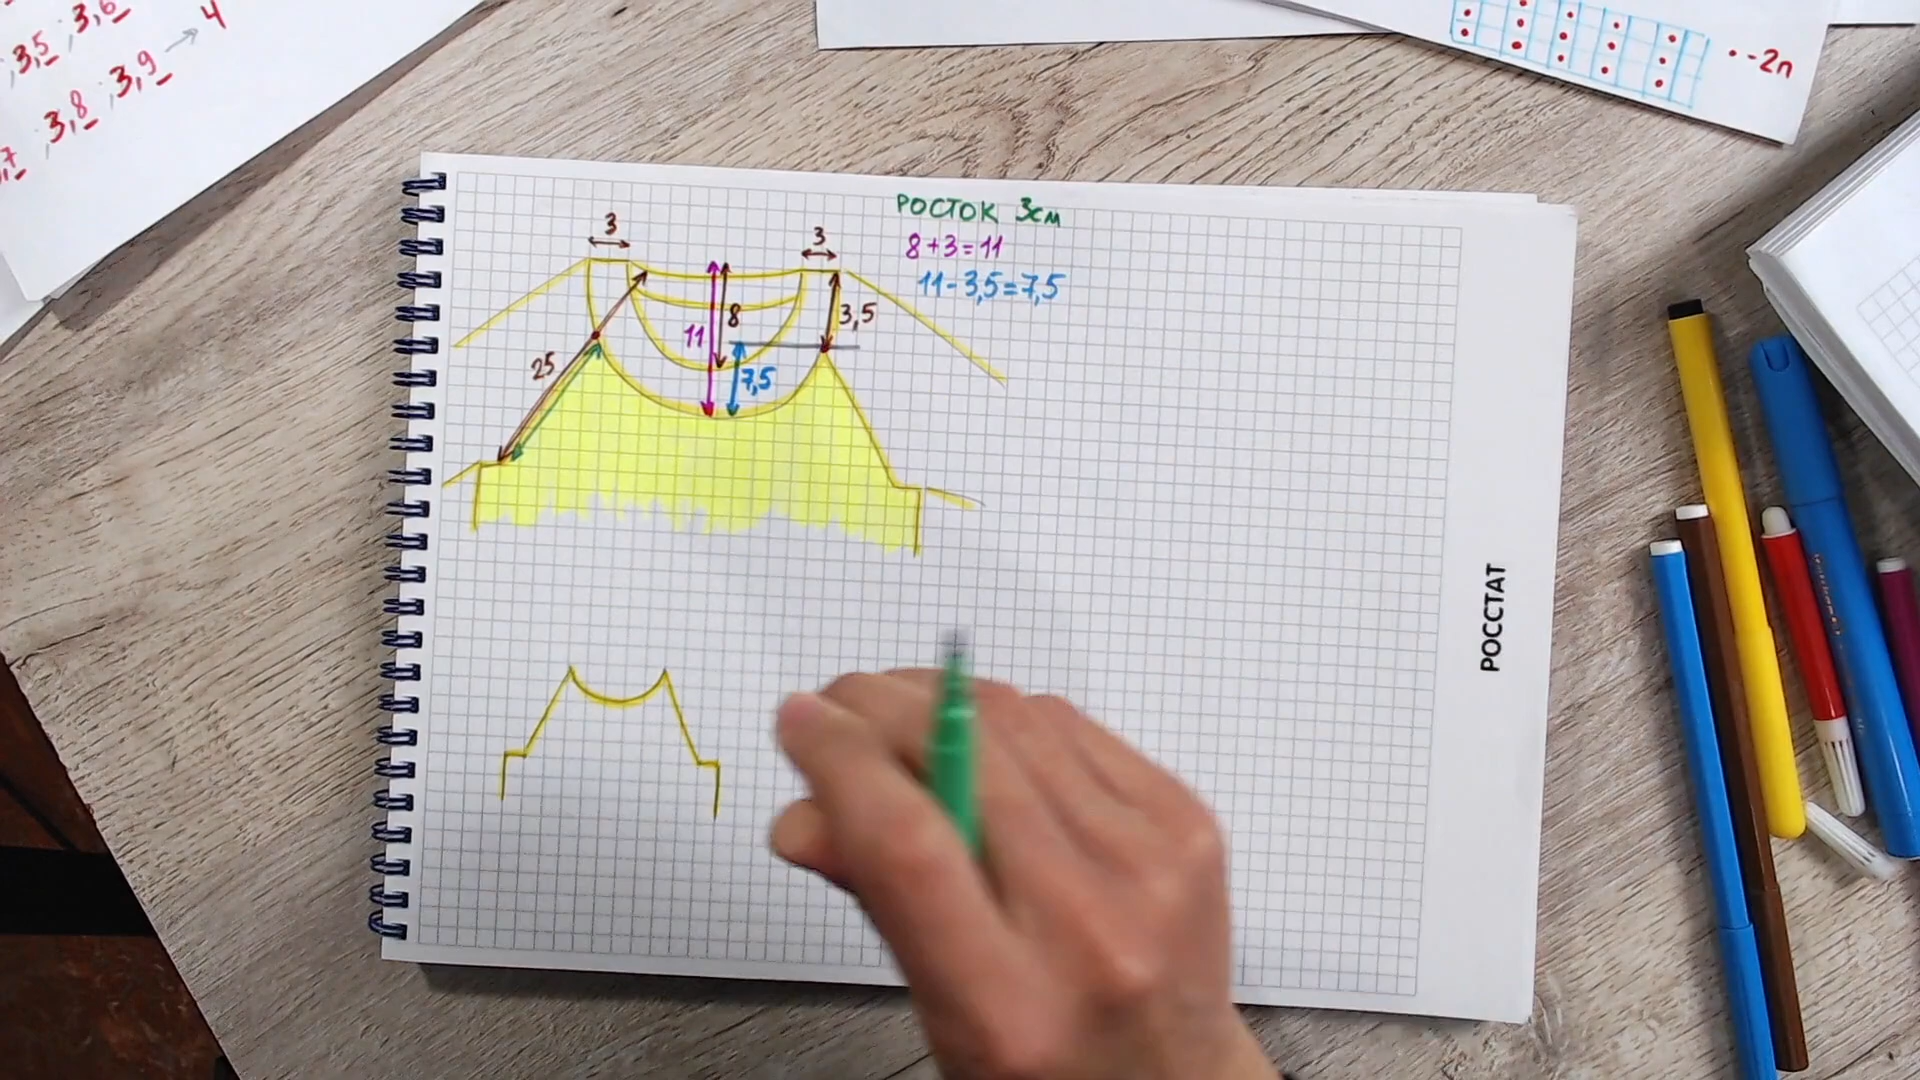 3,5 ; 3,6
3,8 ; 3,9 → 4
7
• -2п
РОСТОК 3см
8+3=11
11-3,5=7,5
3
3
8
3,5
11
7,5
25
РОССТАТ